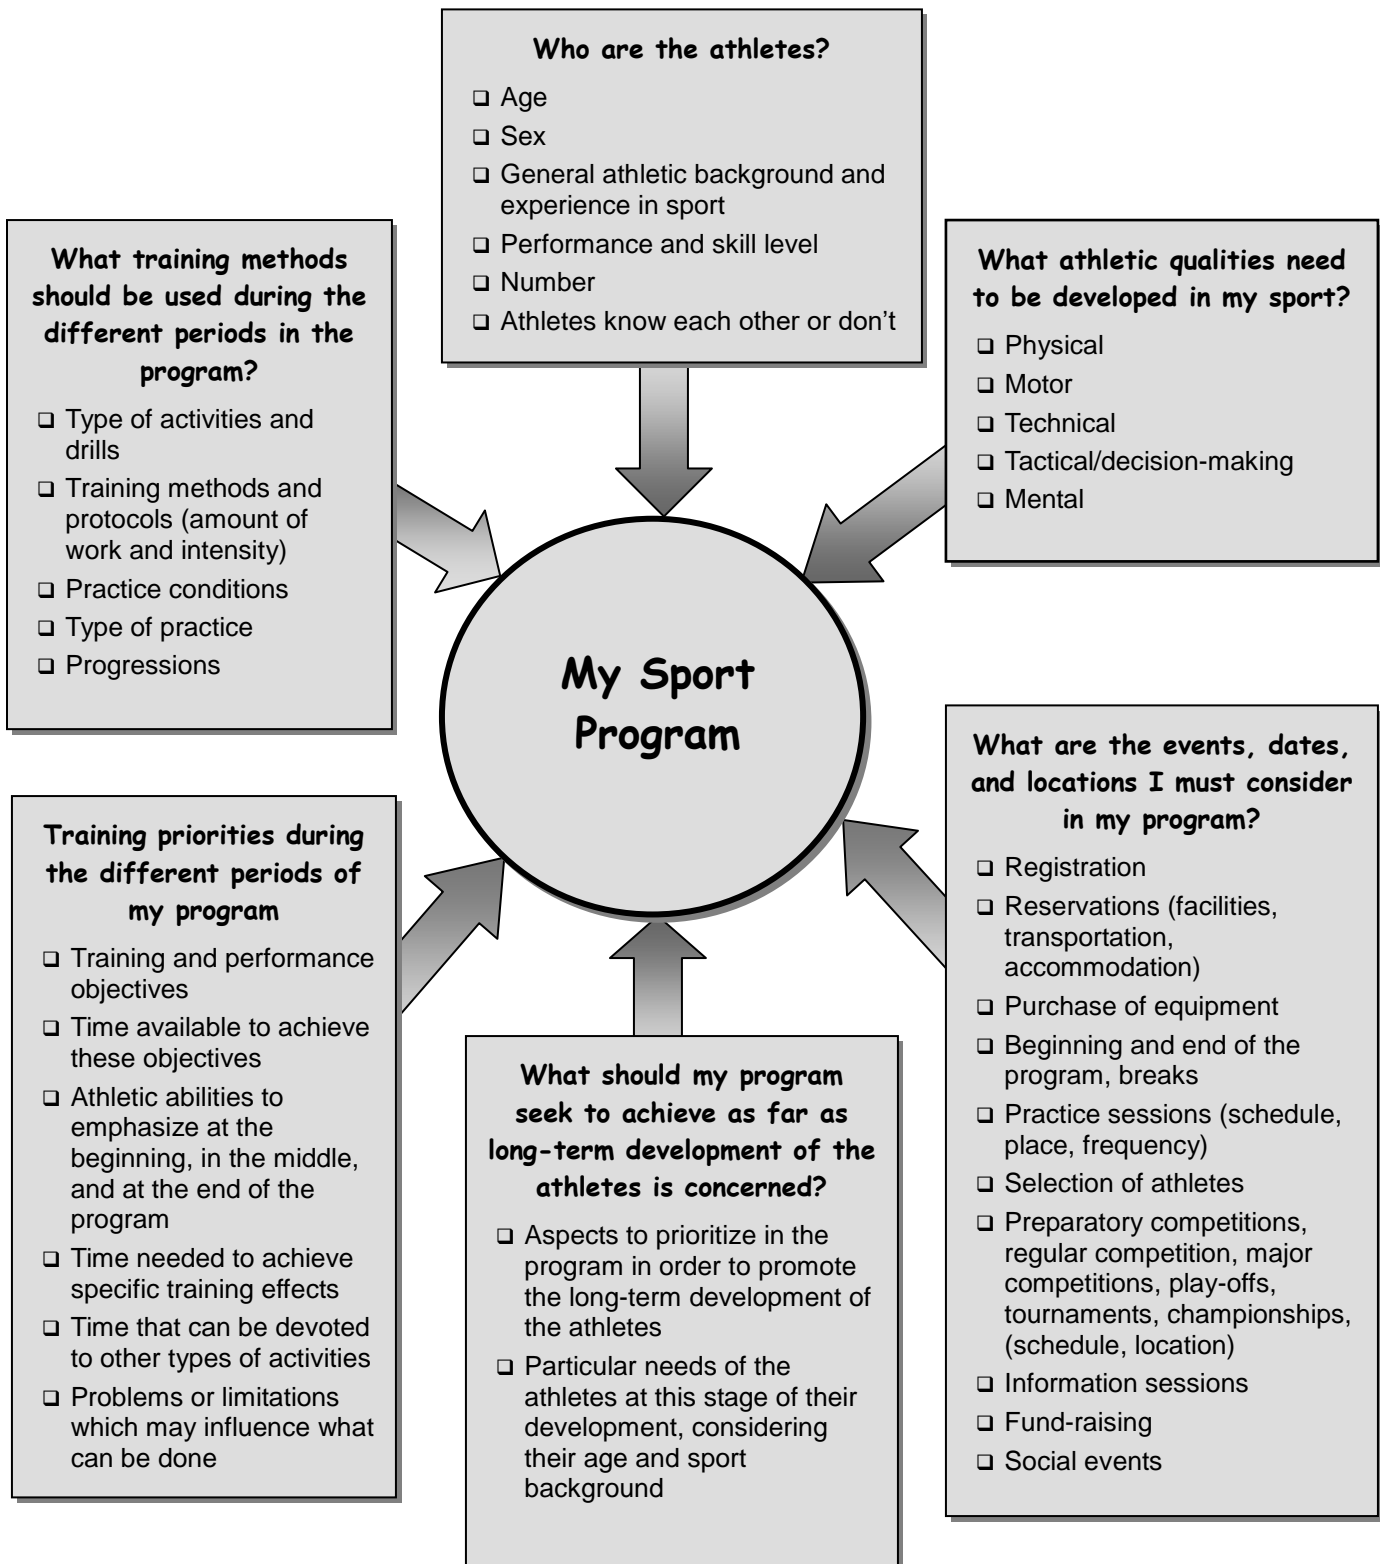 Who are the athletes?
❑ Age
❑ Sex
❑ General athletic background and
experience in sport
❑ Performance and skill level
❑ Number
❑ Athletes know each other or don't
What training methods
should be used during the
different periods in the
program?
❑ Type of activities and
drills
❑ Training methods and
protocols (amount of
work and intensity)
❑ Practice conditions
❑ Type of practice
❑ Progressions
What athletic qualities need
to be developed in my sport?
❑ Physical
❑ Motor
❑ Technical
❑ Tactical/decision-making
❑ Mental
My Sport
Program
Training priorities during
the different periods of
my program
❑ Training and performance
objectives
❑ Time available to achieve
these objectives
❑ Athletic abilities to
emphasize at the
beginning, in the middle,
and at the end of the
program
❑ Time needed to achieve
specific training effects
❑ Time that can be devoted
to other types of activities
❑ Problems or limitations
which may influence what
can be done
What should my program
seek to achieve as far as
long-term development of the
athletes is concerned?
❑ Aspects to prioritize in the
program in order to promote
the long-term development of
the athletes
❑ Particular needs of the
athletes at this stage of their
development, considering
their age and sport
background
What are the events, dates,
and locations I must consider
in my program?
❑ Registration
❑ Reservations (facilities,
transportation,
accommodation)
❑ Purchase of equipment
❑ Beginning and end of the
program, breaks
❑ Practice sessions (schedule,
place, frequency)
❑ Selection of athletes
❑ Preparatory competitions,
regular competition, major
competitions, play-offs,
tournaments, championships,
(schedule, location)
❑ Information sessions
❑ Fund-raising
❑ Social events